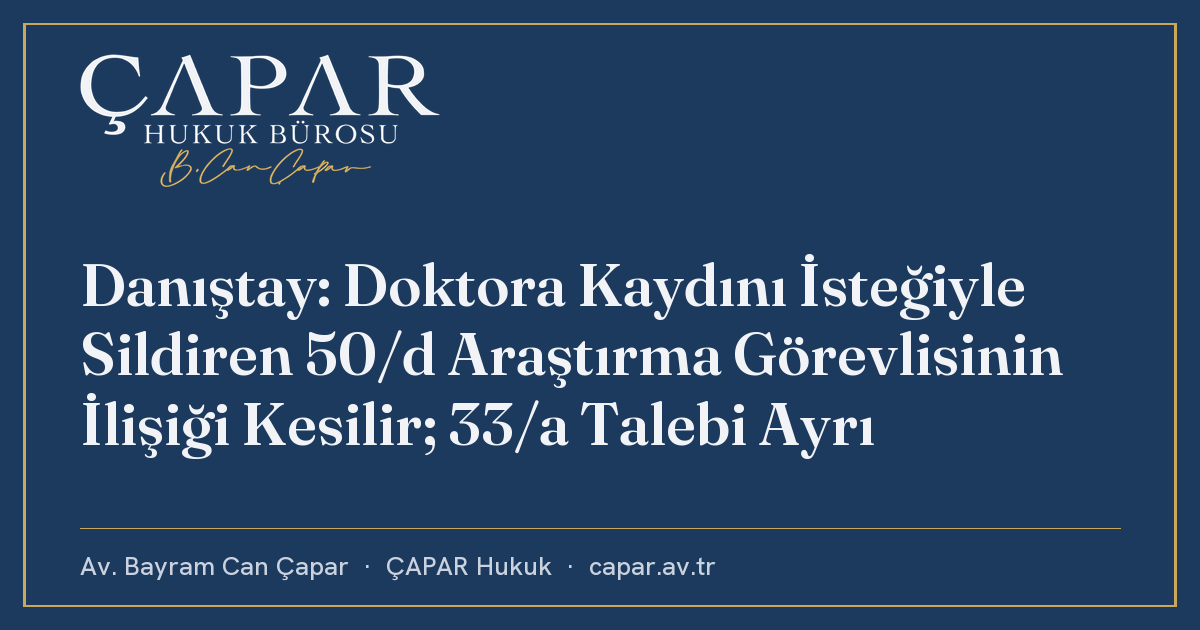 ÇAPAR
HUKUK BÜROSU
B.Can Çapar
Danıştay: Doktora Kaydını İsteğiyle
Sildiren 50/d Araştırma Görevlisinin
İlişiği Kesilir; 33/a Talebi Ayrı
Av. Bayram Can Çapar · ÇAPAR Hukuk · capar.av.tr